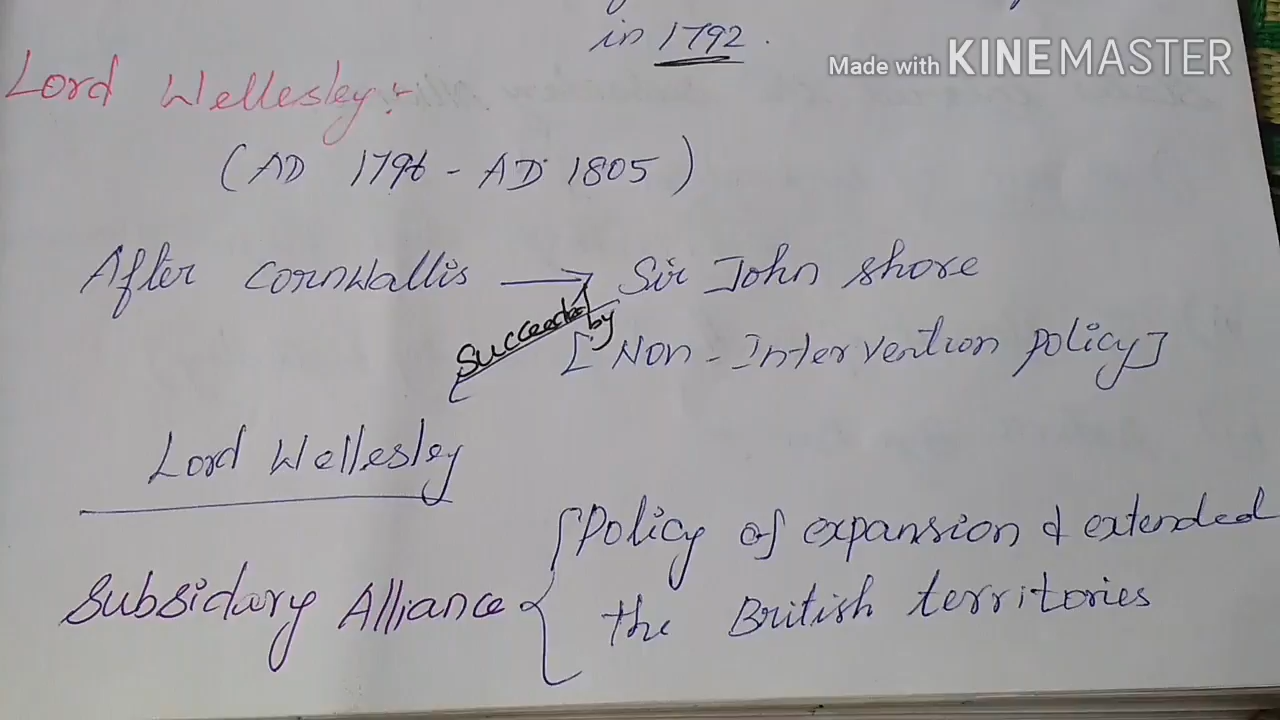 in 1792.
Made with KINEMASTER
Lord Wellesley:-
(AD 1796 - AD 1805)
After Cornwallis → Sir John Shore
Succeeded by
[Non-Intervention policy]
Lord Wellesley
Subsidary Alliance { Policy of expansion & extended
the British territories